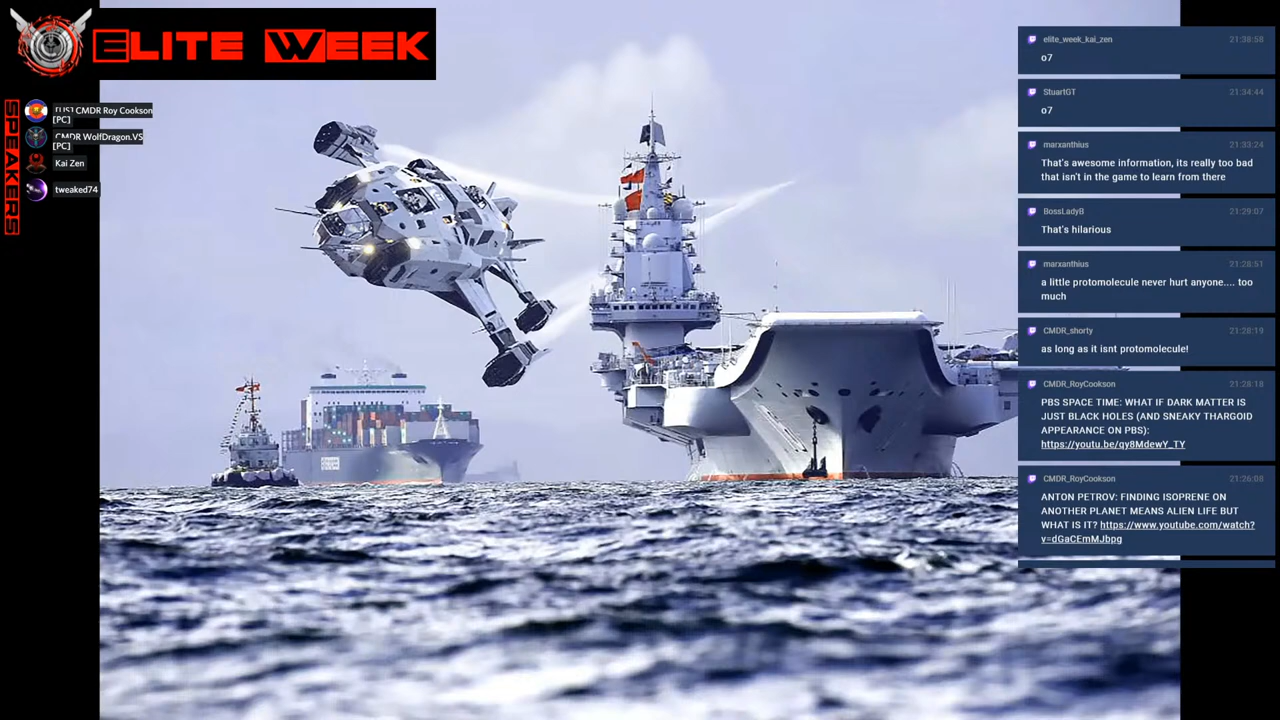 ELITE WEEK
SPEAKERS
[US] CMDR Roy Cookson
[PC]
CMDR WolfDragon.VS
[PC]
Kai Zen
tweaked74
elite_week_kai_zen 21:38:58
o7
StuartGT 21:34:44
o7
marxanthius 21:33:24
That's awesome information, its really too bad
that isn't in the game to learn from there
BossLadyB 21:29:07
That's hilarious
marxanthius 21:28:51
a little protomolecule never hurt anyone.... too
much
CMDR_shorty 21:28:19
as long as it isnt protomolecule!
CMDR_RoyCookson 21:28:18
PBS SPACE TIME: WHAT IF DARK MATTER IS
JUST BLACK HOLES (AND SNEAKY THARGOID
APPEARANCE ON PBS):
https://youtu.be/qy8MdewY_TY
CMDR_RoyCookson 21:26:08
ANTON PETROV: FINDING ISOPRENE ON
ANOTHER PLANET MEANS ALIEN LIFE BUT
WHAT IS IT? https://www.youtube.com/watch?
v=dGaCEmMJbpg